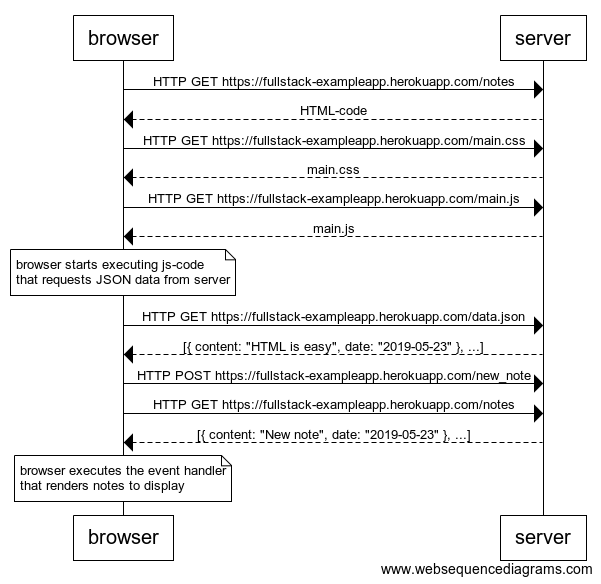 browser server
HTTP GET https://fullstack-exampleapp.herokuapp.com/notes
HTML-code
HTTP GET https://fullstack-exampleapp.herokuapp.com/main.css
main.css
HTTP GET https://fullstack-exampleapp.herokuapp.com/main.js
main.js
browser starts executing js-code
that requests JSON data from server
HTTP GET https://fullstack-exampleapp.herokuapp.com/data.json
[{ content: "HTML is easy", date: "2019-05-23" }, ...]
HTTP POST https://fullstack-exampleapp.herokuapp.com/new_note
HTTP GET https://fullstack-exampleapp.herokuapp.com/notes
[{ content: "New note", date: "2019-05-23" }, ...]
browser executes the event handler
that renders notes to display
browser server
www.websequencediagrams.com